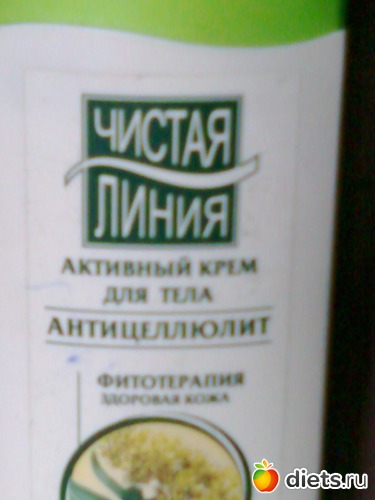 ЧИСТАЯ
ЛИНИЯ
АКТИВНЫЙ КРЕМ
ДЛЯ ТЕЛА
АНТИЦЕЛЛЮЛИТ
ФИТОТЕРАПИЯ
ЗДОРОВАЯ КОЖА
diets.ru